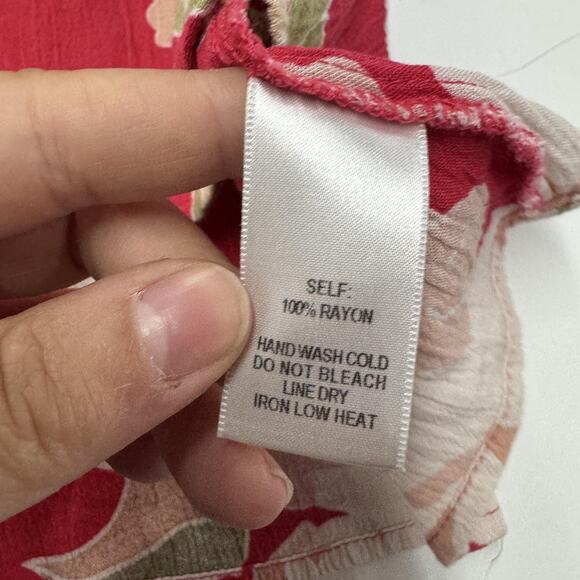 SELF:
100% RAYON
HAND WASH COLD
DO NOT BLEACH
LINE DRY
IRON LOW HEAT